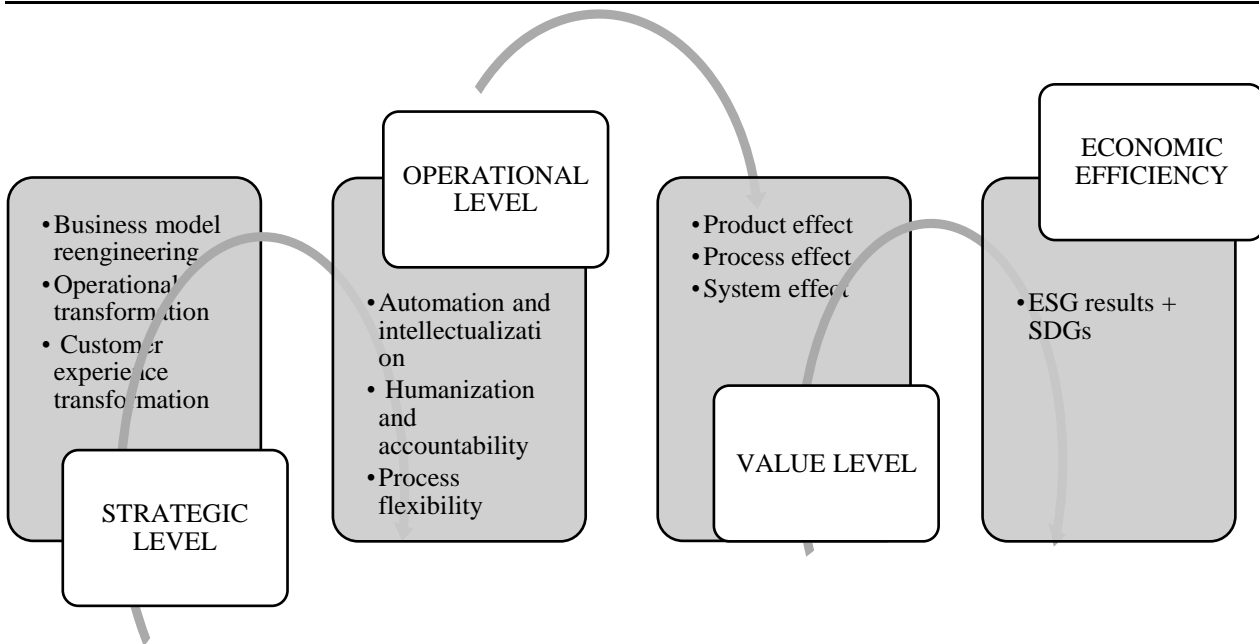 •Business model
reengineering
•Operational
transformation
• Customer
experience
transformation
STRATEGIC
LEVEL
OPERATIONAL
LEVEL
•Automation and
intellectualizati
on
• Humanization
and
accountability
•Process
flexibility
•Product effect
•Process effect
•System effect
VALUE LEVEL
ECONOMIC
EFFICIENCY
•ESG results +
SDGs